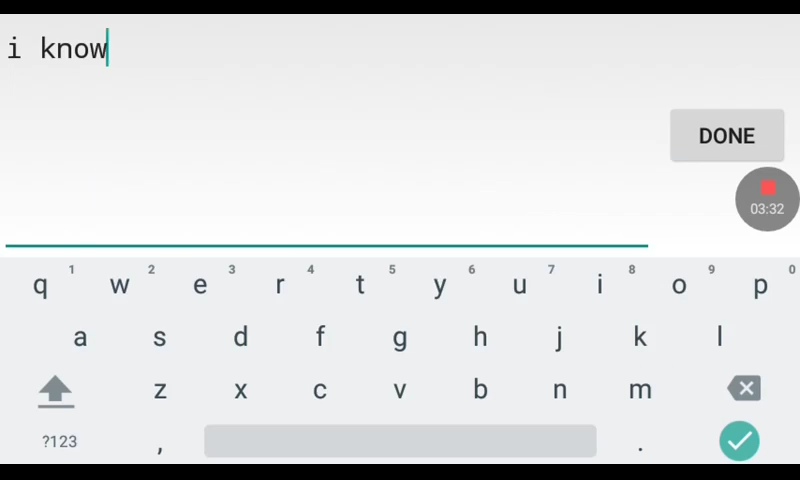 i know
DONE
03:32
1 2 3 4 5 6 7 8 9 0
q w e r t y u i o p
a s d f g h j k l
z x c v b n m
?123 , .